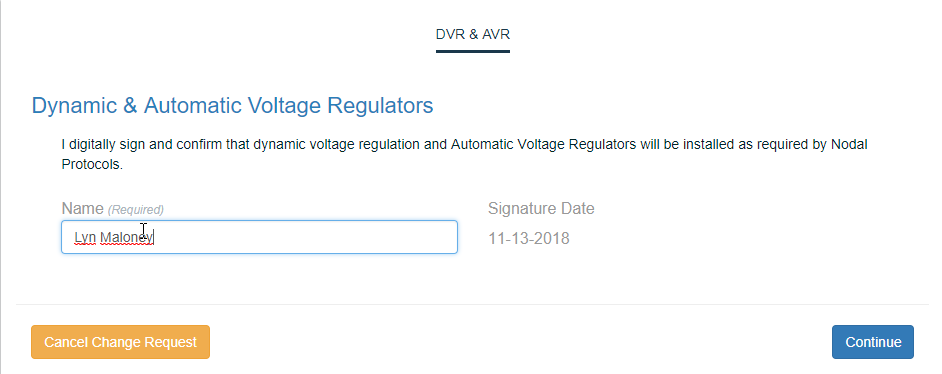 DVR & AVR
Dynamic & Automatic Voltage Regulators
I digitally sign and confirm that dynamic voltage regulation and Automatic Voltage Regulators will be installed as required by Nodal
Protocols.
Name (Required)
Signature Date
Lyn Maloney
11-13-2018
Cancel Change Request
Continue